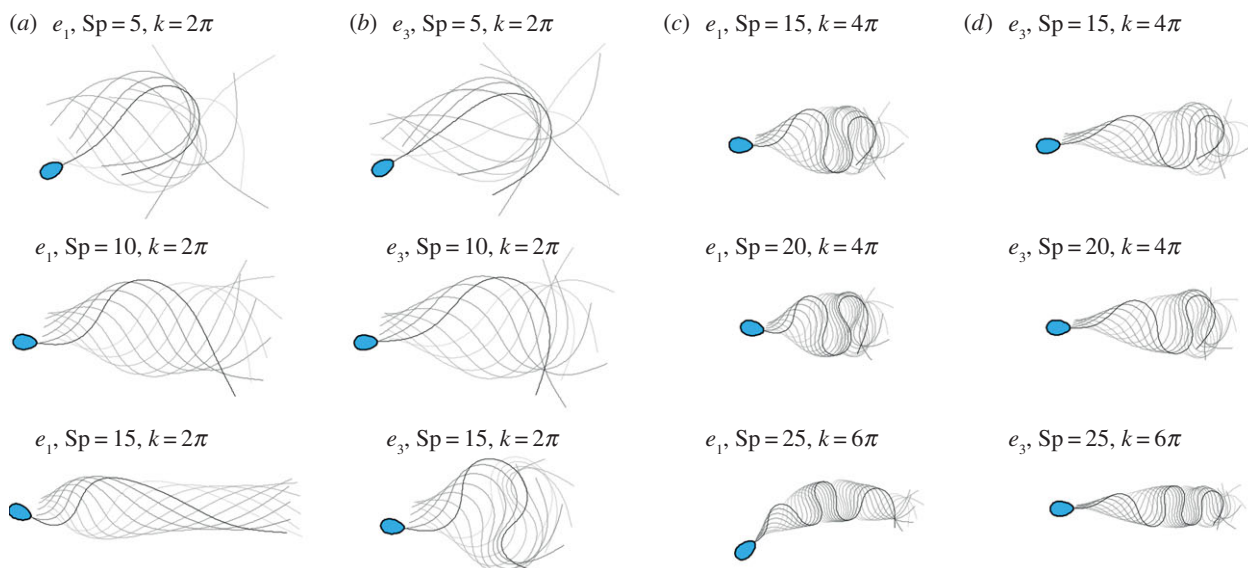 (a) e₁, Sp = 5, k = 2π
(b) e₃, Sp = 5, k = 2π
(c) e₁, Sp = 15, k = 4π
(d) e₃, Sp = 15, k = 4π
e₁, Sp = 10, k = 2π
e₃, Sp = 10, k = 2π
e₁, Sp = 20, k = 4π
e₃, Sp = 20, k = 4π
e₁, Sp = 15, k = 2π
e₃, Sp = 15, k = 2π
e₁, Sp = 25, k = 6π
e₃, Sp = 25, k = 6π